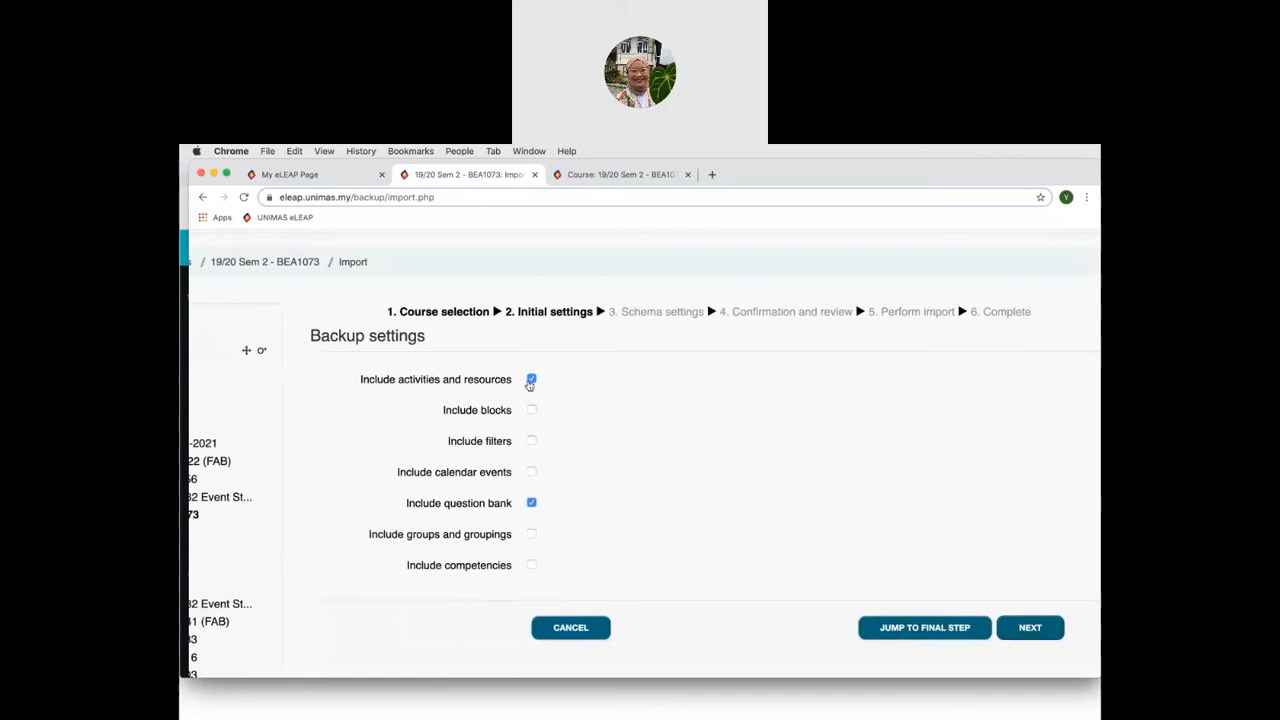 Chrome File Edit View History Bookmarks People Tab Window Help
My eLEAP Page 19/20 Sem 2 - BEA1073: Impor Course: 19/20 Sem 2 - BEA107
eleap.unimas.my/backup/import.php Y
Apps UNIMAS eLEAP
/ 19/20 Sem 2 - BEA1073 / Import
1. Course selection ► 2. Initial settings ► 3. Schema settings ► 4. Confirmation and review ► 5. Perform import ► 6. Complete
Backup settings
Include activities and resources
Include blocks
Include filters
-2021
22 (FAB)
Include calendar events
Include question bank
32 Event St...
73
Include groups and groupings
Include competencies
32 Event St...
41 (FAB)
CANCEL JUMP TO FINAL STEP NEXT